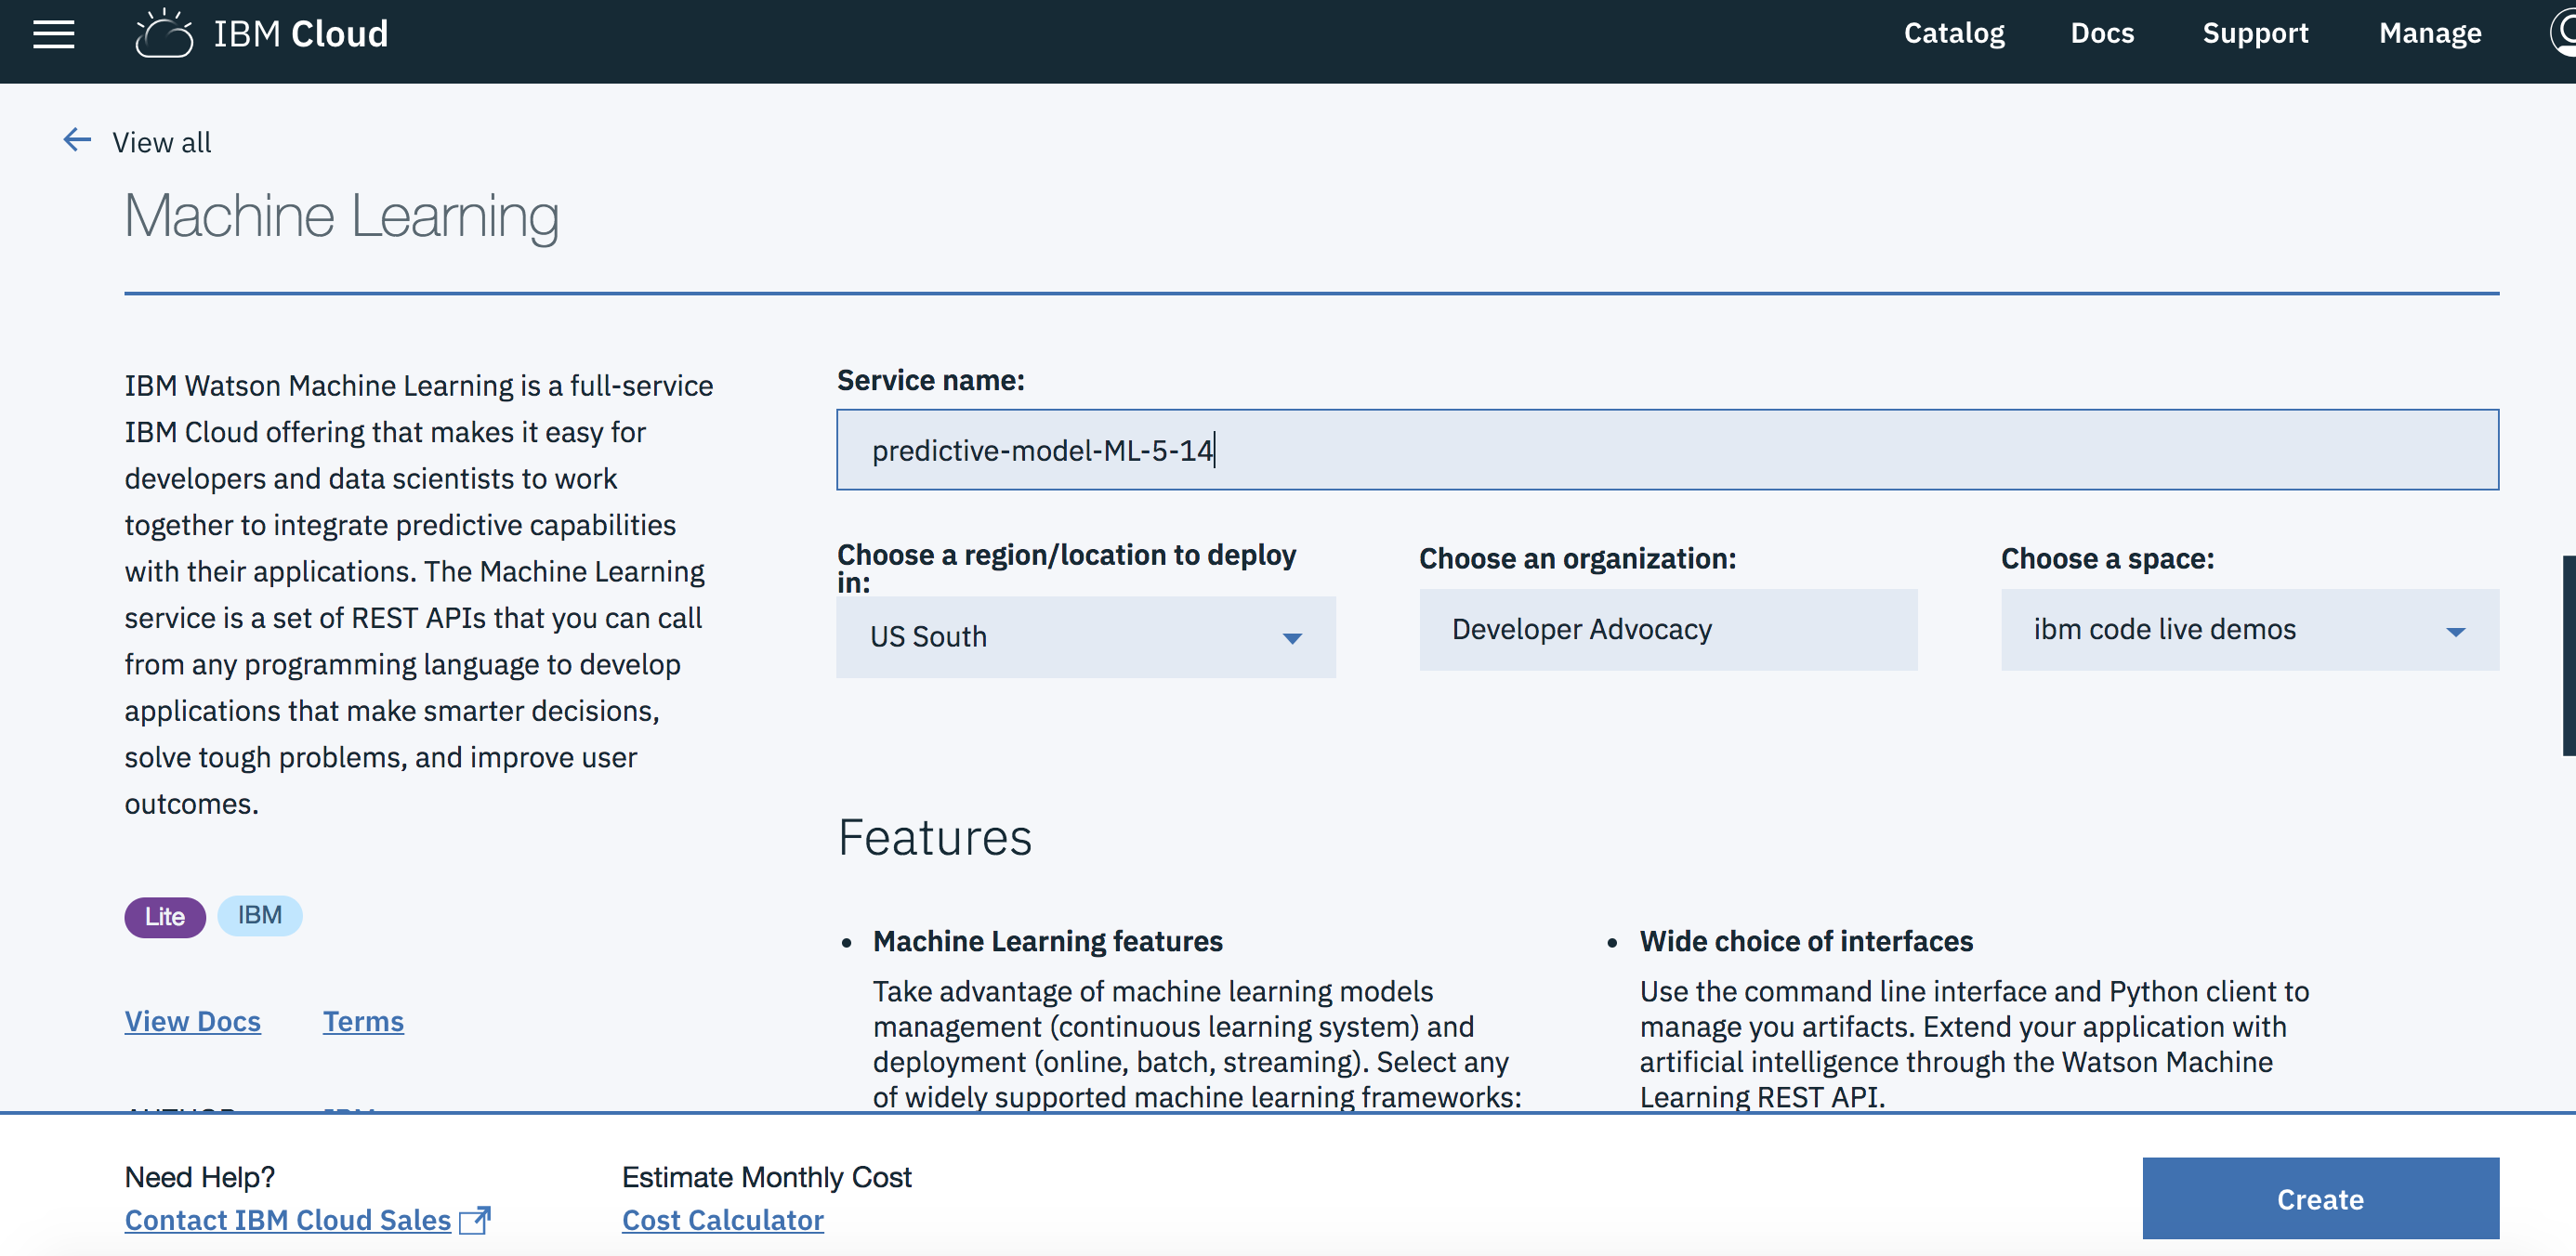 IBM Cloud
Catalog Docs Support Manage
View all
Machine Learning
IBM Watson Machine Learning is a full-service
IBM Cloud offering that makes it easy for
developers and data scientists to work
together to integrate predictive capabilities
with their applications. The Machine Learning
service is a set of REST APIs that you can call
from any programming language to develop
applications that make smarter decisions,
solve tough problems, and improve user
outcomes.
Lite IBM
View Docs Terms
Service name:
predictive-model-ML-5-14
Choose a region/location to deploy
in:
US South
Choose an organization:
Developer Advocacy
Choose a space:
ibm code live demos
Features
Machine Learning features
Take advantage of machine learning models
management (continuous learning system) and
deployment (online, batch, streaming). Select any
of widely supported machine learning frameworks:
Wide choice of interfaces
Use the command line interface and Python client to
manage you artifacts. Extend your application with
artificial intelligence through the Watson Machine
Learning REST API.
Need Help?
Contact IBM Cloud Sales
Estimate Monthly Cost
Cost Calculator
Create